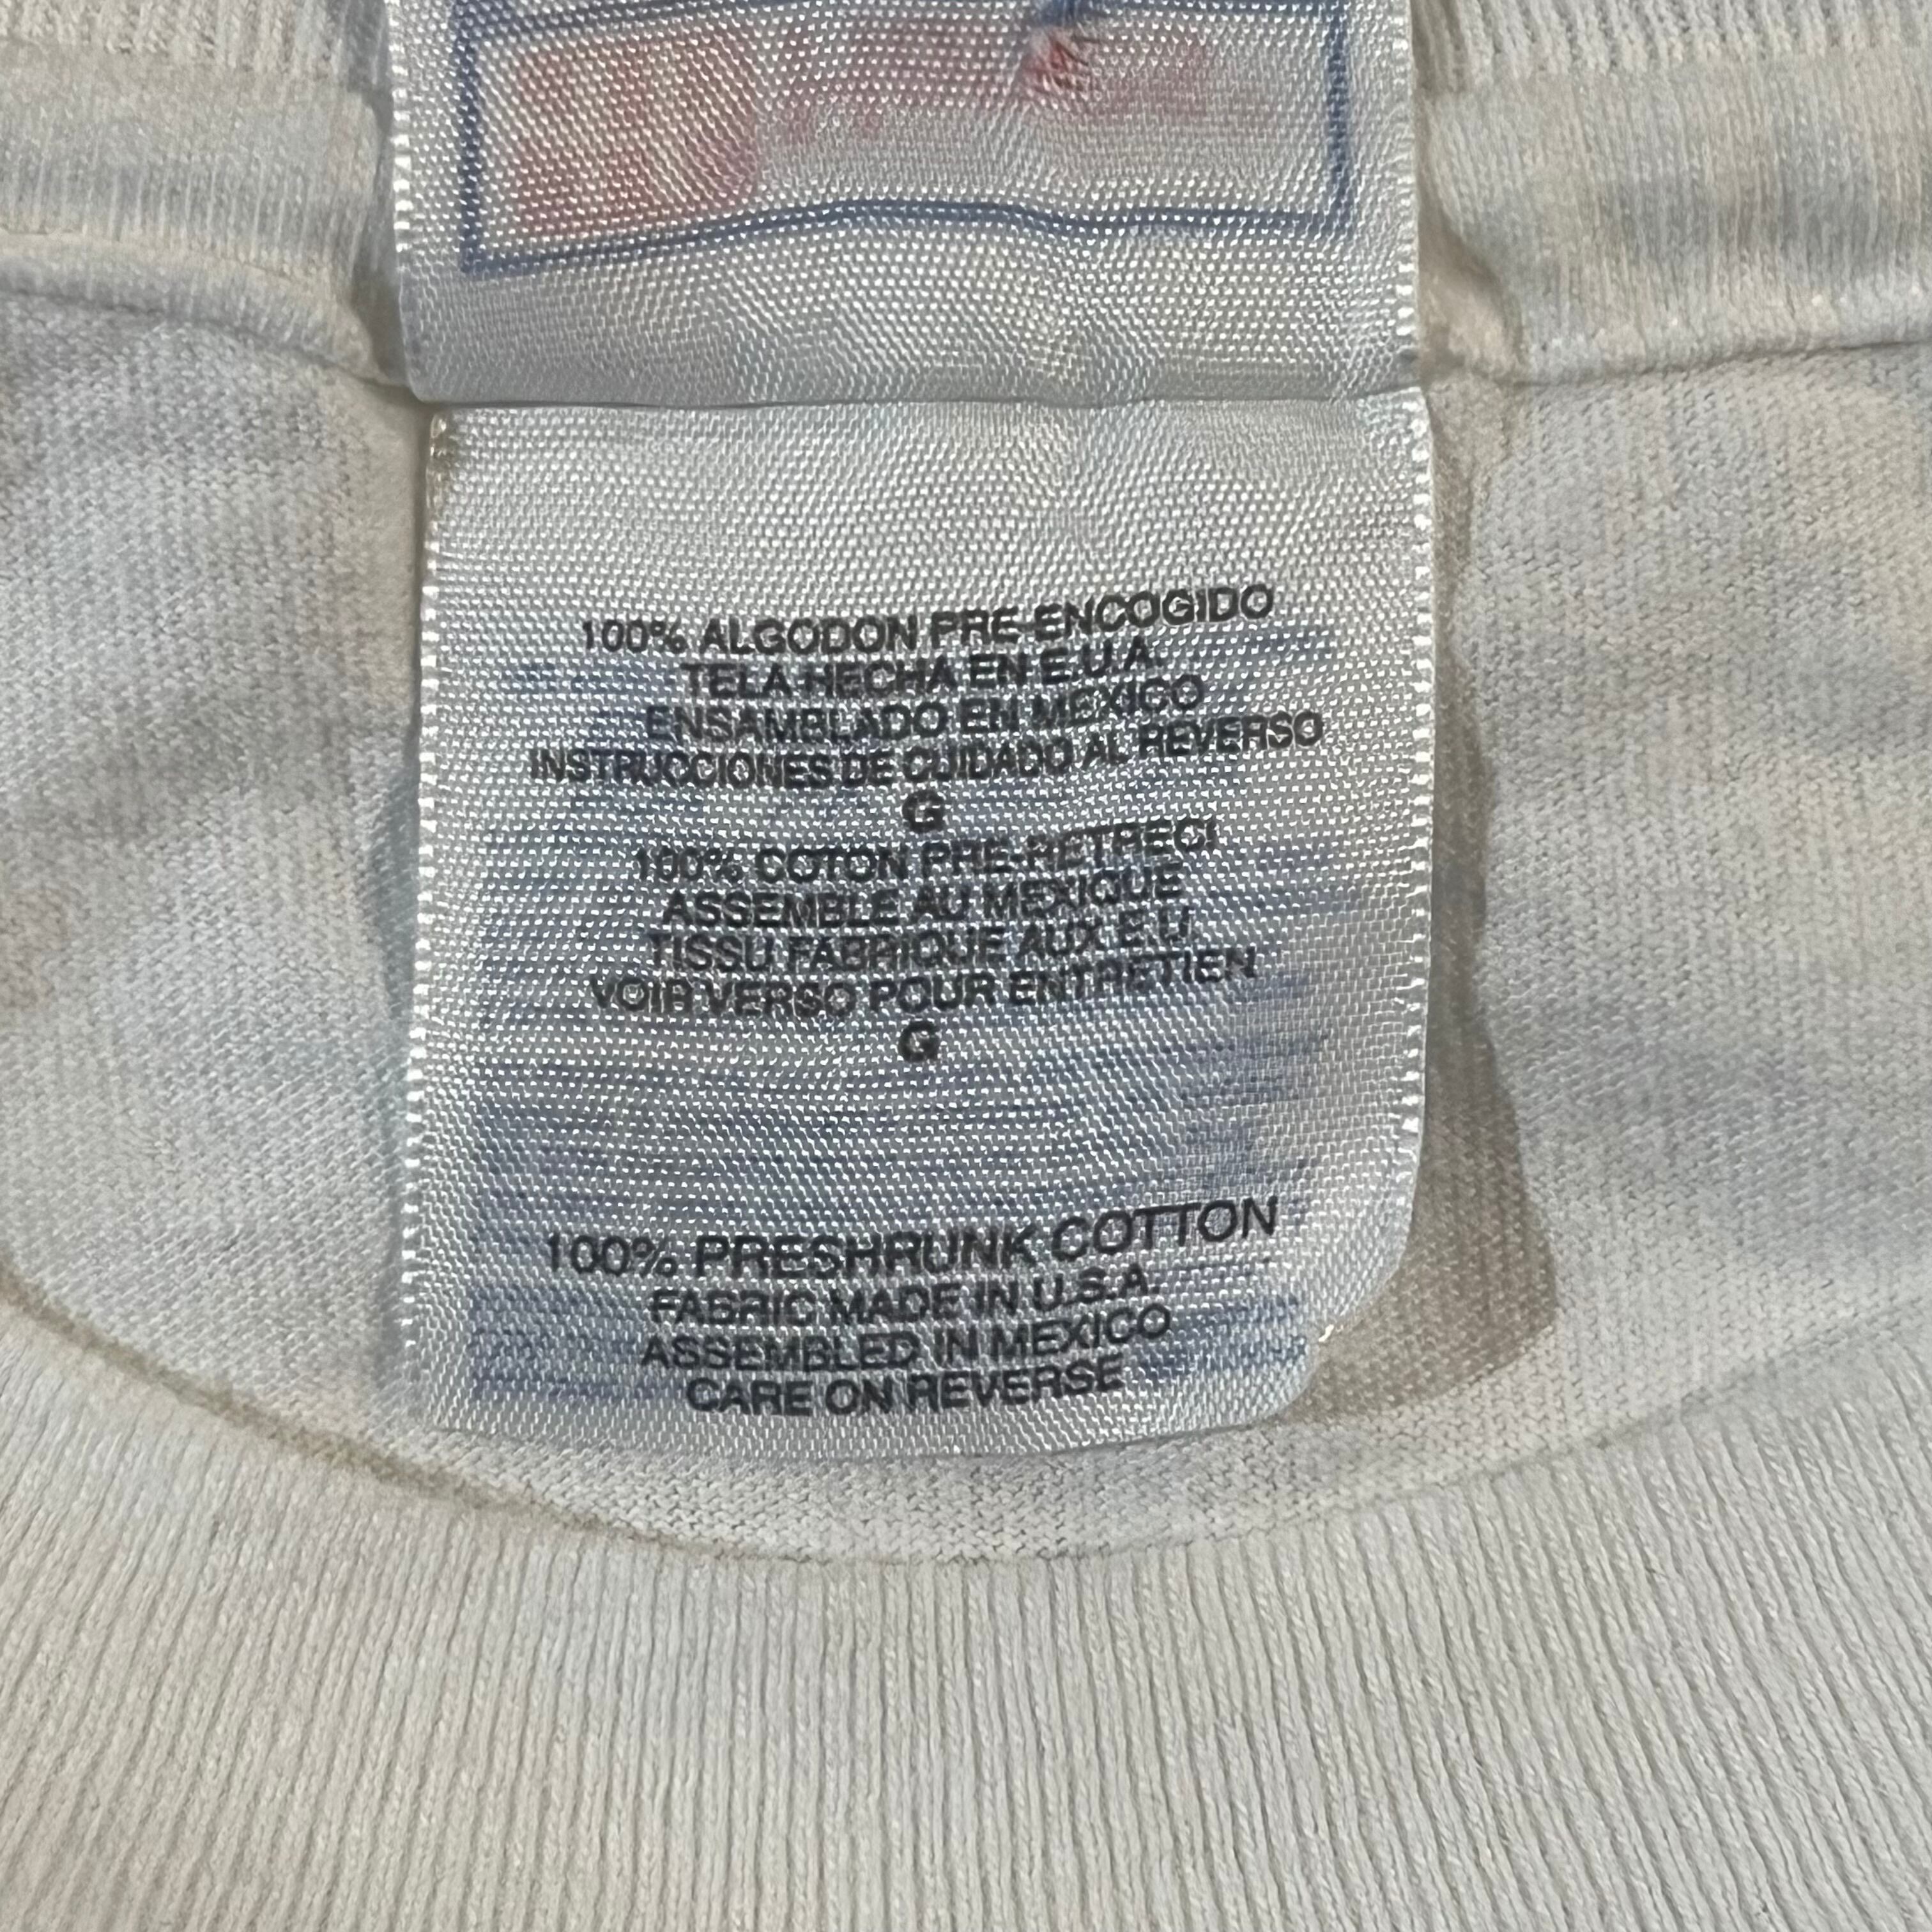 100% ALGODON PRE-ENCOGIDO
TELA HECHA EN E.U.A.
ENSAMBLADO EN MEXICO
INSTRUCCIONES DE CUIDADO AL REVERSO
G
100% COTON PRE-RETRECI
ASSEMBLE AU MEXIQUE
TISSU FABRIQUE AUX E.U.
VOIR VERSO POUR ENTRETIEN
G
100% PRESHRUNK COTTON
FABRIC MADE IN U.S.A.
ASSEMBLED IN MEXICO
CARE ON REVERSE